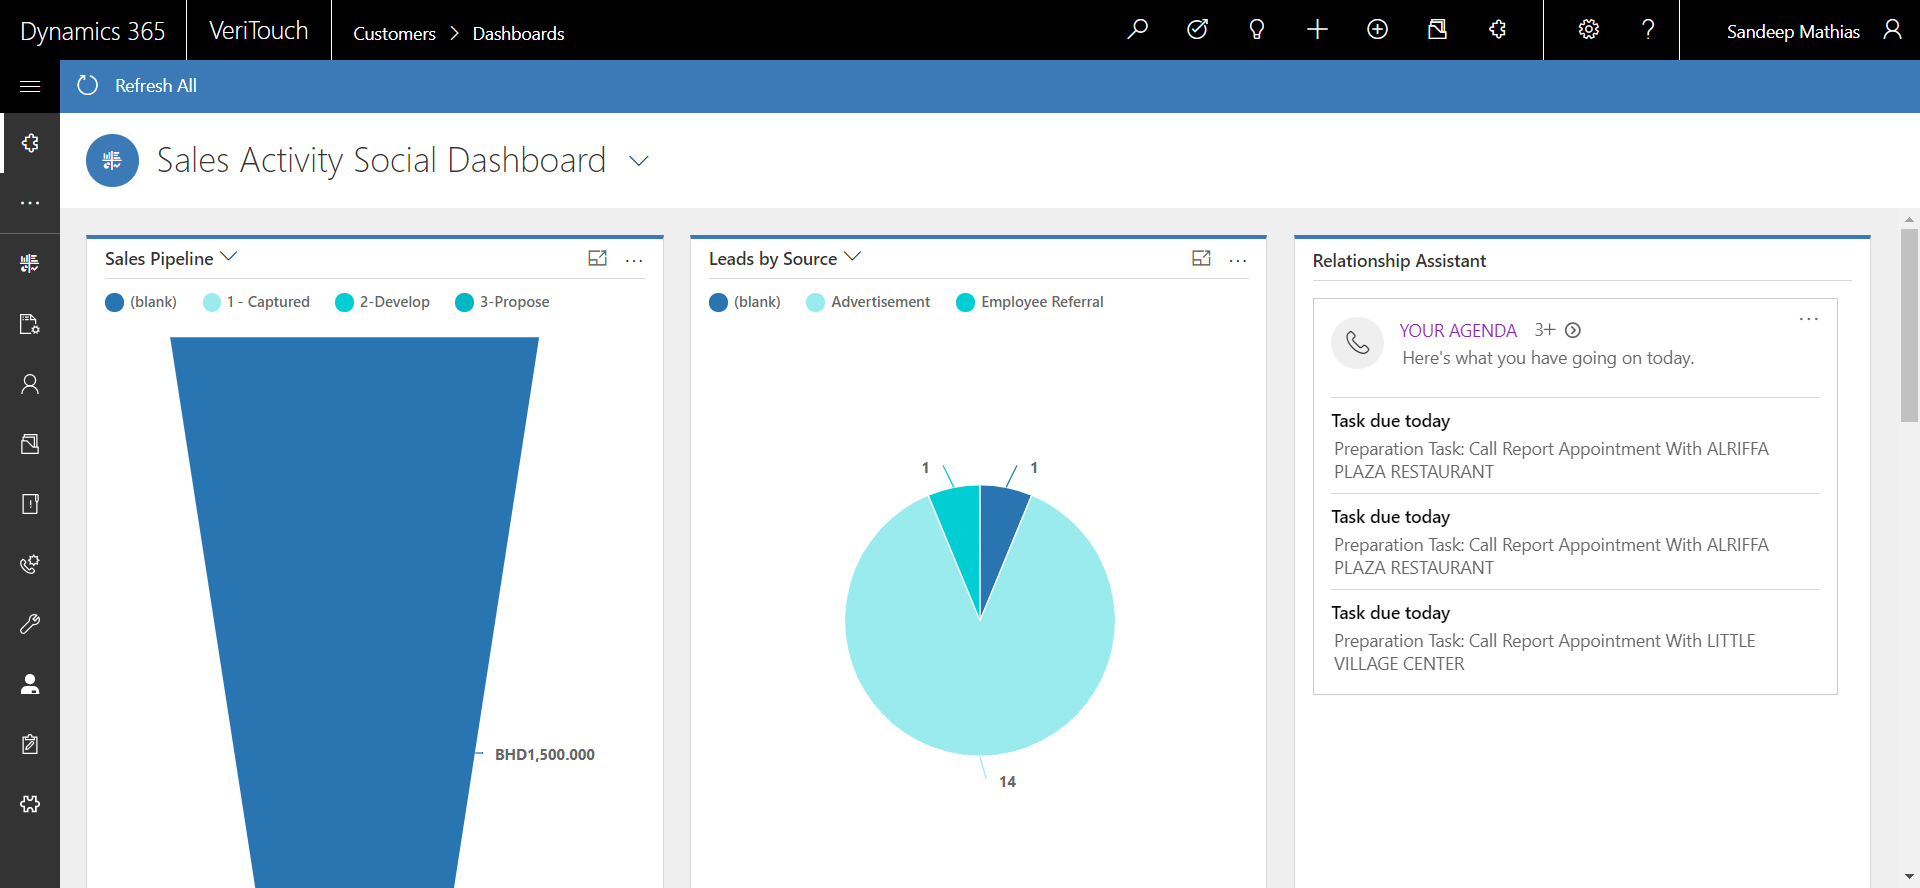 Dynamics 365
VeriTouch
Customers > Dashboards
?
Sandeep Mathias
Refresh All
Sales Activity Social Dashboard
Sales Pipeline
...
(blank)
1 - Captured
2-Develop
3-Propose
BHD1,500.000
Leads by Source
...
(blank)
Advertisement
Employee Referral
1
1
14
Relationship Assistant
YOUR AGENDA 3+
...
Here's what you have going on today.
Task due today
Preparation Task: Call Report Appointment With ALRIFFA
PLAZA RESTAURANT
Task due today
Preparation Task: Call Report Appointment With ALRIFFA
PLAZA RESTAURANT
Task due today
Preparation Task: Call Report Appointment With LITTLE
VILLAGE CENTER